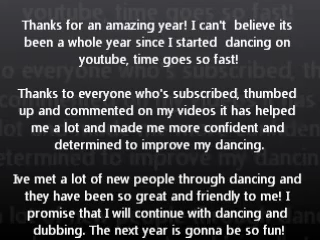 Thanks for an amazing year! I can't  believe its
been a whole year since I started  dancing on
youtube, time goes so fast!
Thanks to everyone who's subscribed, thumbed
up and commented on my videos it has helped
me a lot and made me more confident and
determined to improve my dancing.
Ive met a lot of new people through dancing and
they have been so great and friendly to me! I
promise that I will continue with dancing and
dubbing. The next year is gonna be so fun!